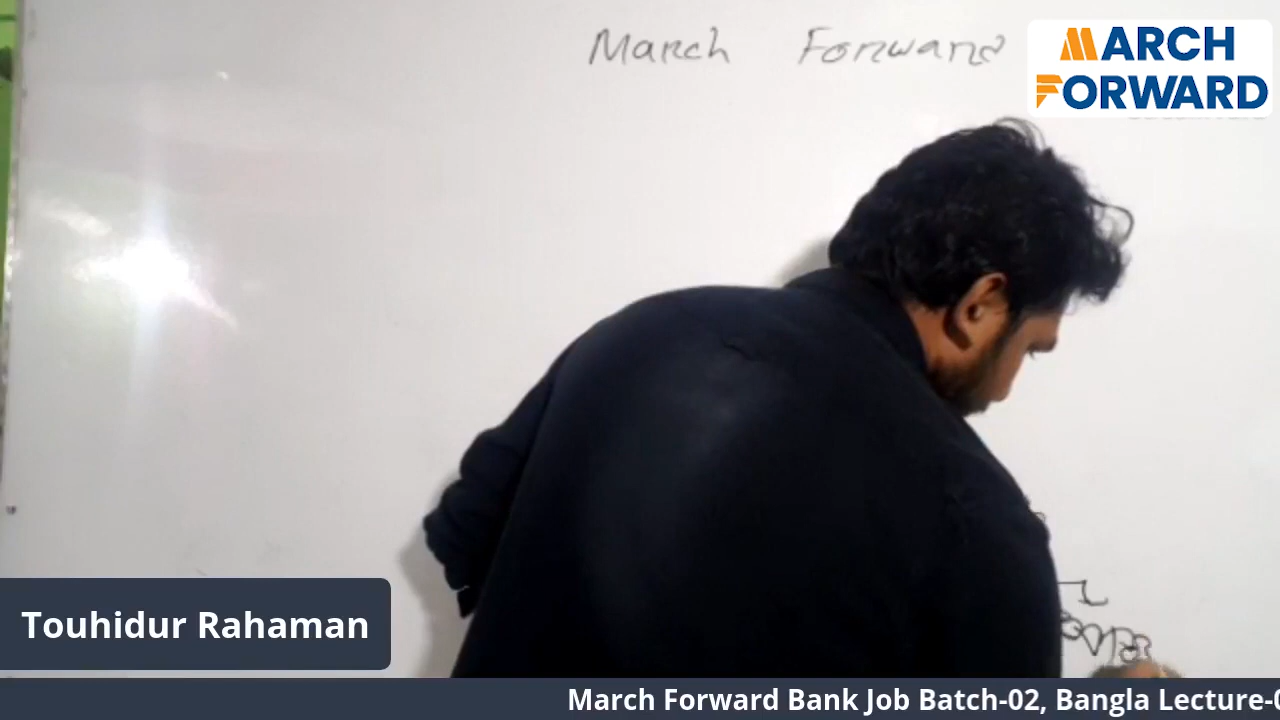 March Forward
MARCH
FORWARD
Touhidur Rahaman
March Forward Bank Job Batch-02, Bangla Lecture-0